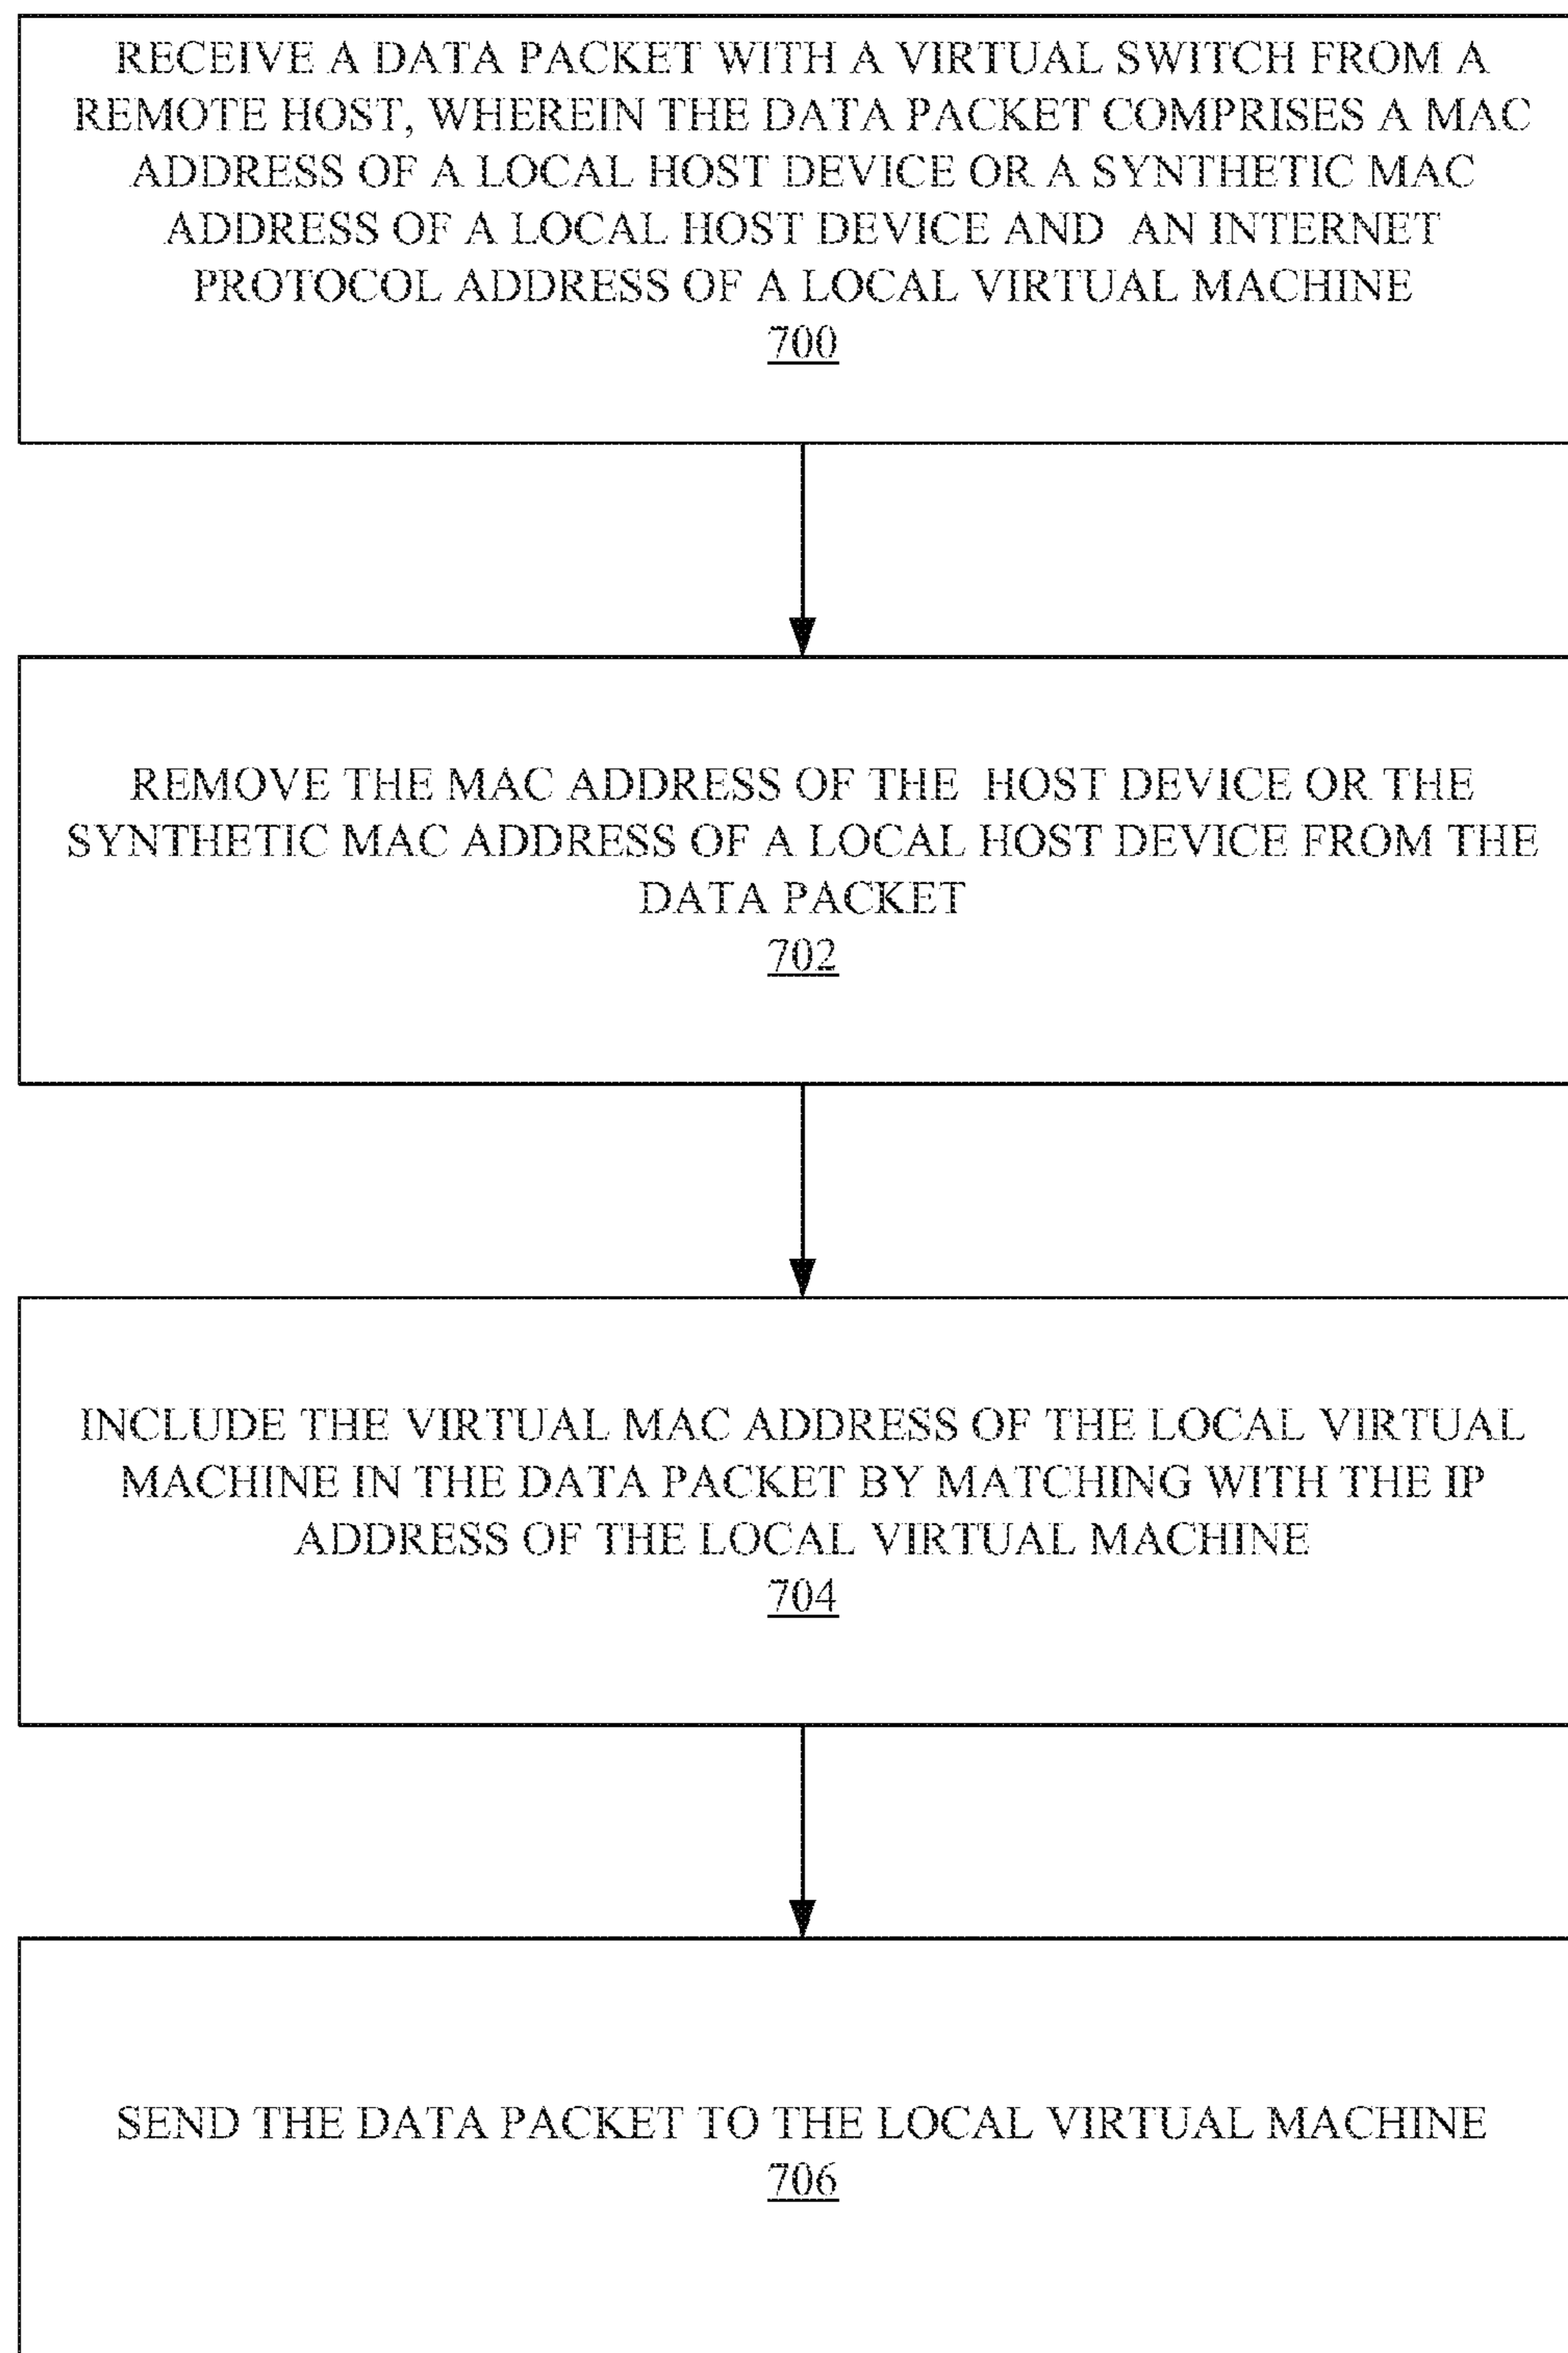 RECEIVE A DATA PACKET WITH A VIRTUAL SWITCH FROM A
REMOTE HOST, WHEREIN THE DATA PACKET COMPRISES A MAC
ADDRESS OF A LOCAL HOST DEVICE OR A SYNTHETIC MAC
ADDRESS OF A LOCAL HOST DEVICE AND AN INTERNET
PROTOCOL ADDRESS OF A LOCAL VIRTUAL MACHINE
700
REMOVE THE MAC ADDRESS OF THE HOST DEVICE OR THE
SYNTHETIC MAC ADDRESS OF A LOCAL HOST DEVICE FROM THE
DATA PACKET
702
INCLUDE THE VIRTUAL MAC ADDRESS OF THE LOCAL VIRTUAL
MACHINE IN THE DATA PACKET BY MATCHING WITH THE IP
ADDRESS OF THE LOCAL VIRTUAL MACHINE
704
SEND THE DATA PACKET TO THE LOCAL VIRTUAL MACHINE
706